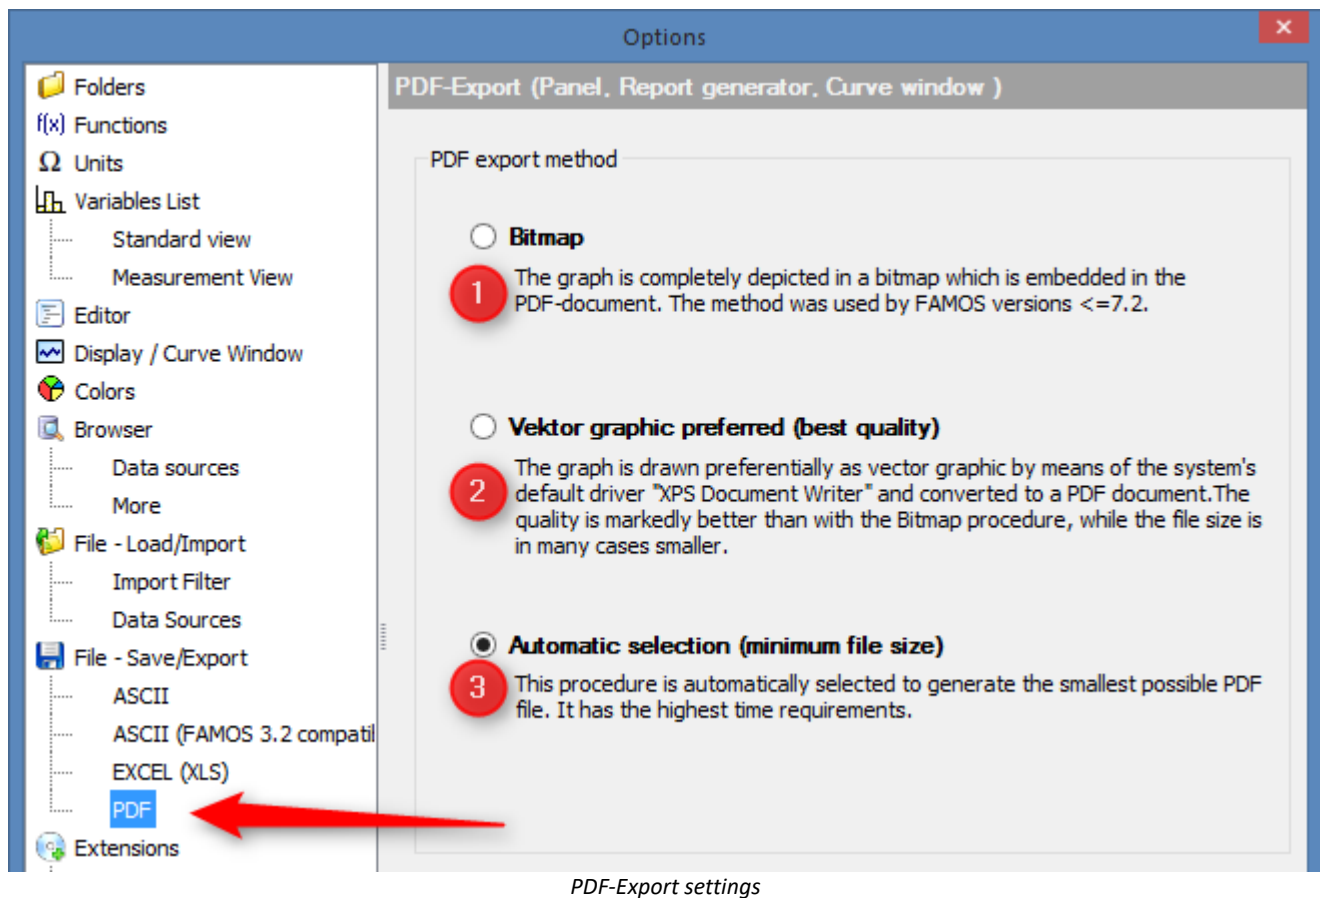 Options
Folders
f(x) Functions
Ω Units
Variables List
Standard view
Measurement View
Editor
Display / Curve Window
Colors
Browser
Data sources
More
File - Load/Import
Import Filter
Data Sources
File - Save/Export
ASCII
ASCII (FAMOS 3.2 compatil
EXCEL (XLS)
PDF
Extensions
PDF-Export (Panel, Report generator, Curve window )
PDF export method
Bitmap
1
The graph is completely depicted in a bitmap which is embedded in the
PDF-document. The method was used by FAMOS versions <=7.2.
Vektor graphic preferred (best quality)
2
The graph is drawn preferentially as vector graphic by means of the system's
default driver "XPS Document Writer" and converted to a PDF document.The
quality is markedly better than with the Bitmap procedure, while the file size is
in many cases smaller.
Automatic selection (minimum file size)
3
This procedure is automatically selected to generate the smallest possible PDF
file. It has the highest time requirements.
PDF-Export settings